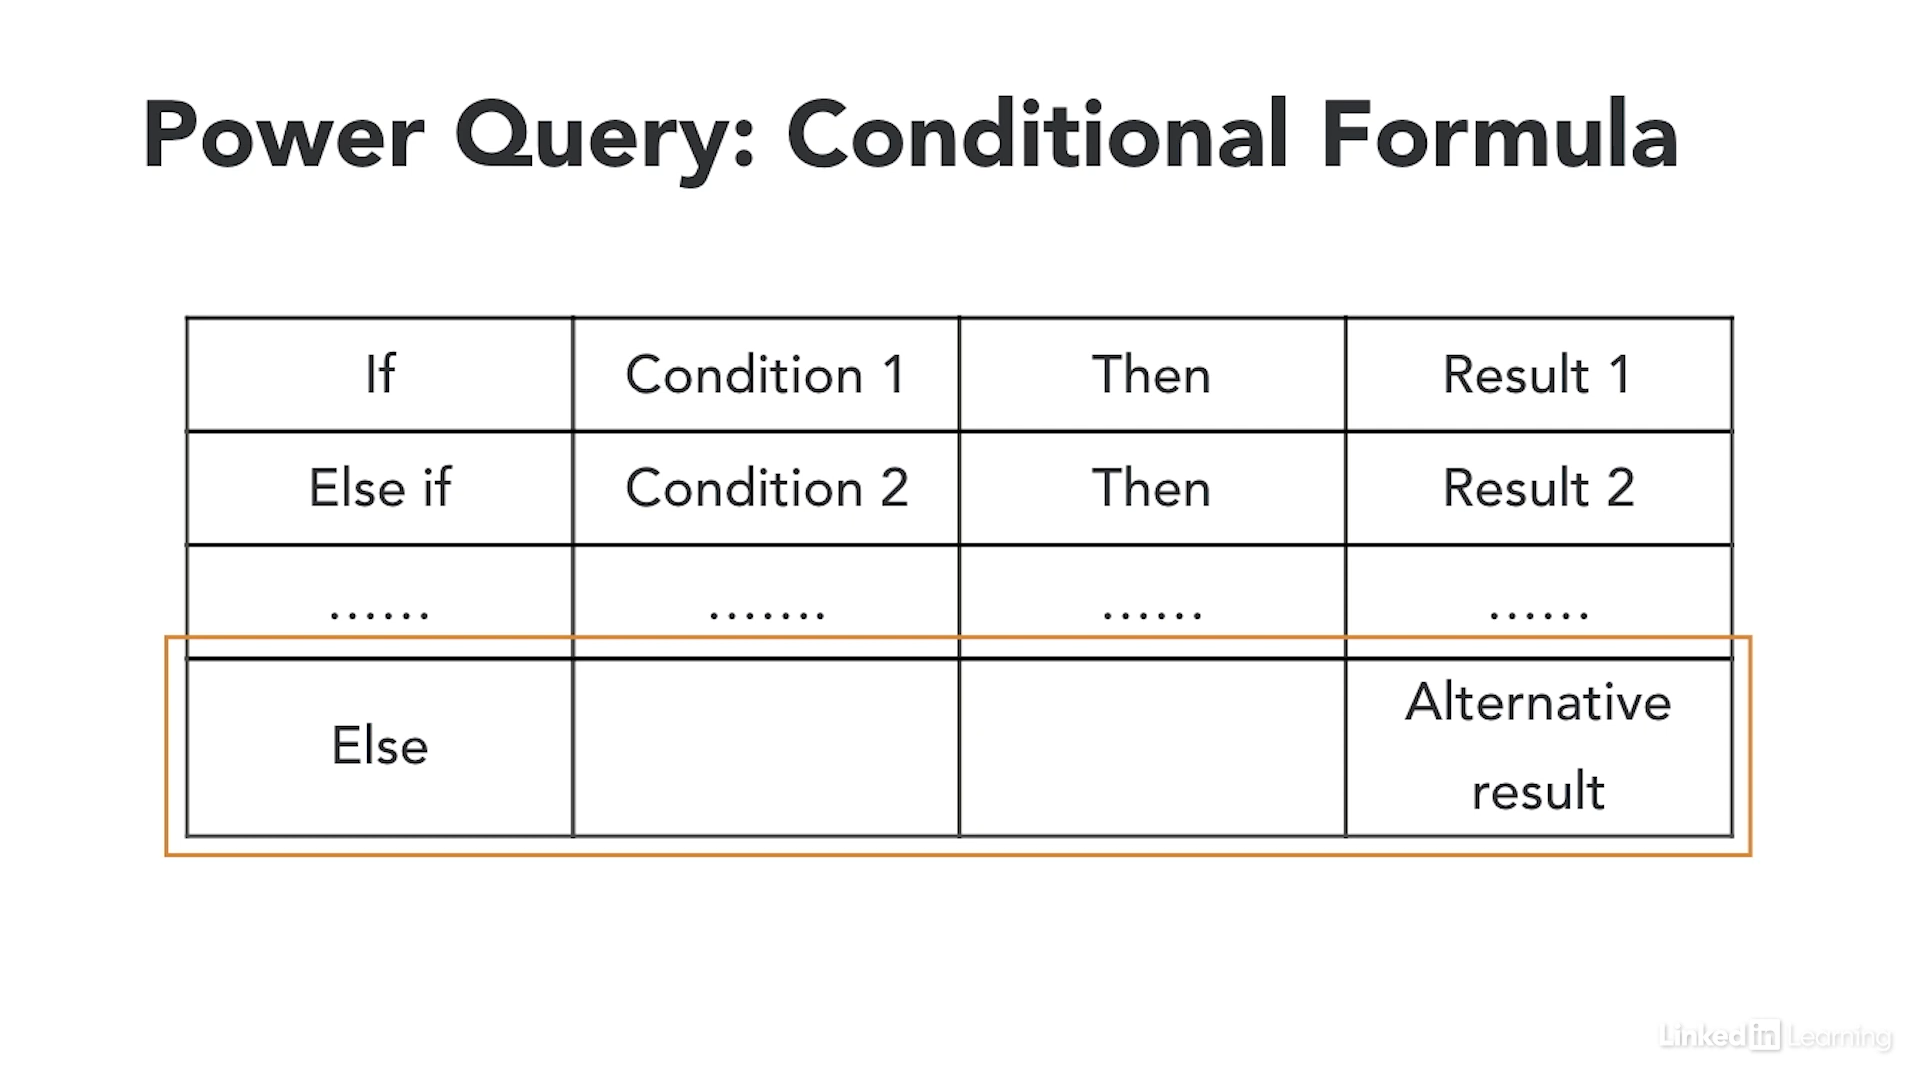 Power Query: Conditional Formula
If Condition 1 Then Result 1
Else if Condition 2 Then Result 2
...... ....... ...... ......
Else Alternative
result
LinkedIn Learning